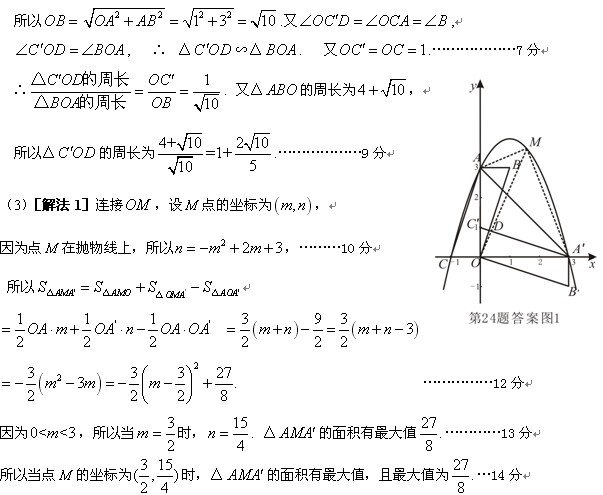 所以OB = √(OA² + AB²) = √(1² + 3²) = √10 .又∠OC′D = ∠OCA = ∠B ,
∠C′OD = ∠BOA , ∴ △C′OD∽△BOA . 又OC′ = OC = 1.………………7分
∴ △C′OD的周长/△BOA的周长 = OC′/OB = 1/√10 . 又△ABO的周长为4+√10,
所以△C′OD的周长为(4+√10)/√10=1+2√10/5.………………9分
(3)[解法1]连接OM,设M点的坐标为(m,n),
因为点M在抛物线上,所以n=−m²+2m+3,………10分
所以S△AMA′ = S△AMO + S△OMA′ − S△AOA′
=1/2 OA·m+1/2 OA′·n−1/2 OA·OA′ =3/2(m+n)−9/2=3/2(m+n−3)
=−3/2(m²−3m)=−3/2(m−3/2)²+27/8. ………………12分
因为0<m<3,所以当m=3/2时,n=15/4. △AMA′的面积有最大值27/8.…………13分
所以当点M的坐标为(3/2,15/4)时,△AMA′的面积有最大值,且最大值为27/8.…14分
y
M
A
B
3
2
C′
1
D
C
-1
O
1
2
3
A′
x
-1
B′
第24题答案图1